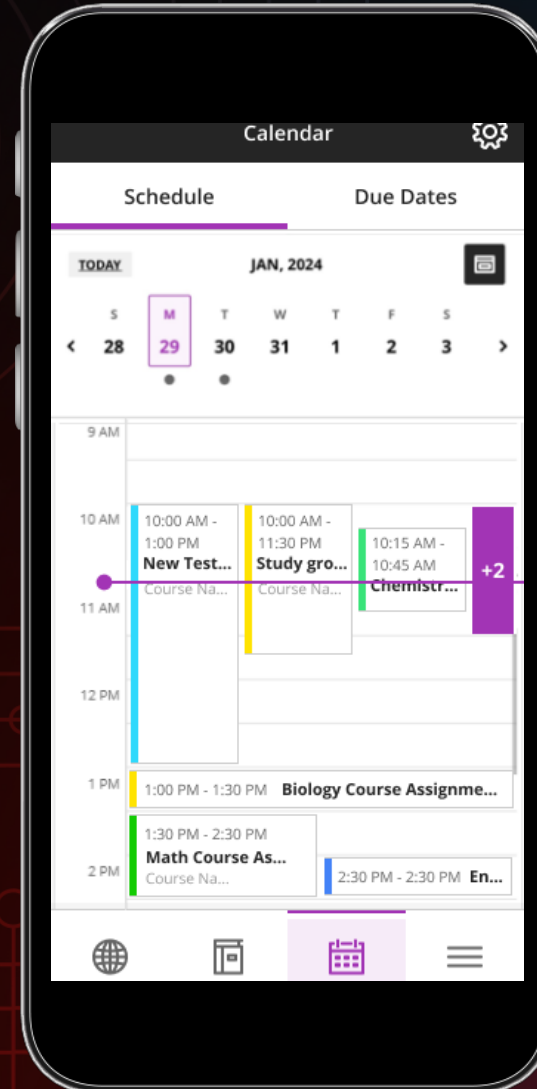 Calendar
Schedule Due Dates
TODAY JAN, 2024
S M T W T F S
28 29 30 31 1 2 3
9 AM
10 AM
11 AM
12 PM
1 PM
2 PM
10:00 AM -
1:00 PM
New Test...
Course Na...
10:00 AM -
11:30 PM
Study gro...
Course Na...
10:15 AM -
10:45 AM
Chemistr...
+2
1:00 PM - 1:30 PM Biology Course Assignme...
1:30 PM - 2:30 PM
Math Course As...
Course Na...
2:30 PM - 2:30 PM En...